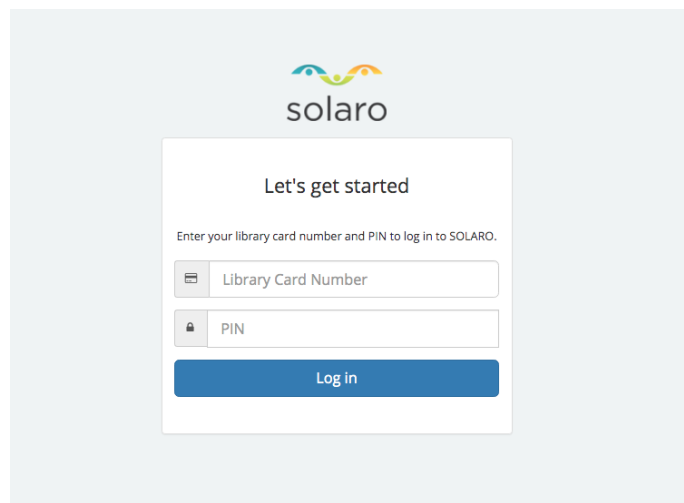 solaro
Let's get started
Enter your library card number and PIN to log in to SOLARO.
Library Card Number
PIN
Log in